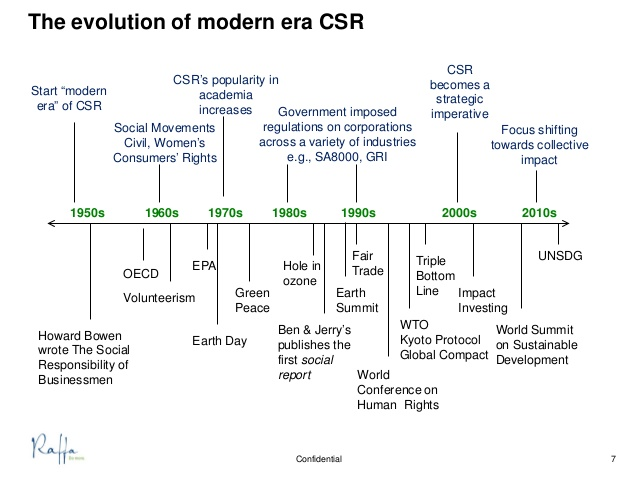 The evolution of modern era CSR
Start “modern
era” of CSR
Social Movements
Civil, Women’s
Consumers’ Rights
CSR’s popularity in
academia
increases
Government imposed
regulations on corporations
across a variety of industries
e.g., SA8000, GRI
CSR
becomes a
strategic
imperative
Focus shifting
towards collective
impact
1950s
1960s
1970s
1980s
1990s
2000s
2010s
Howard Bowen
wrote The Social
Responsibility of
Businessmen
OECD
Volunteerism
EPA
Earth Day
Green
Peace
Hole in
ozone
Ben & Jerry’s
publishes the
first social
report
Earth
Summit
Fair
Trade
World
Conference on
Human Rights
WTO
Kyoto Protocol
Global Compact
Triple
Bottom
Line
Impact
Investing
World Summit
on Sustainable
Development
UNSDG
Raffa
Confidential
7